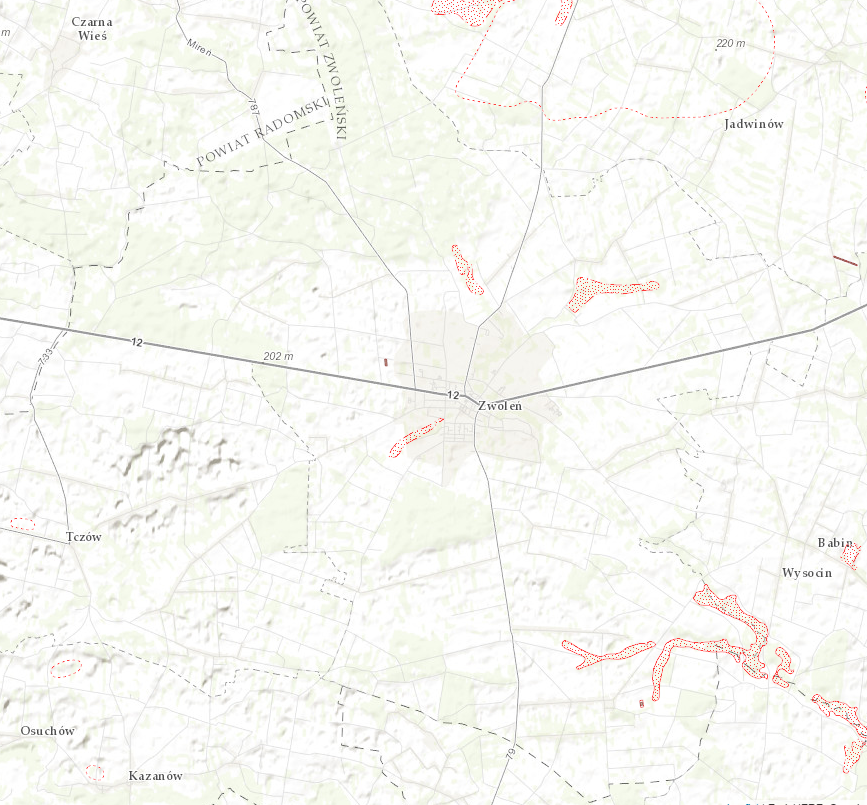 Czarna
Wieś
m
Mireń
POWIAT ZWOLEŃSKI
220 m
787
POWIAT RADOMSKI
Jadwinów
12
733
202 m
12
Zwoleń
Tczów
Babin
Wysocin
Osuchów
79
Kazanów